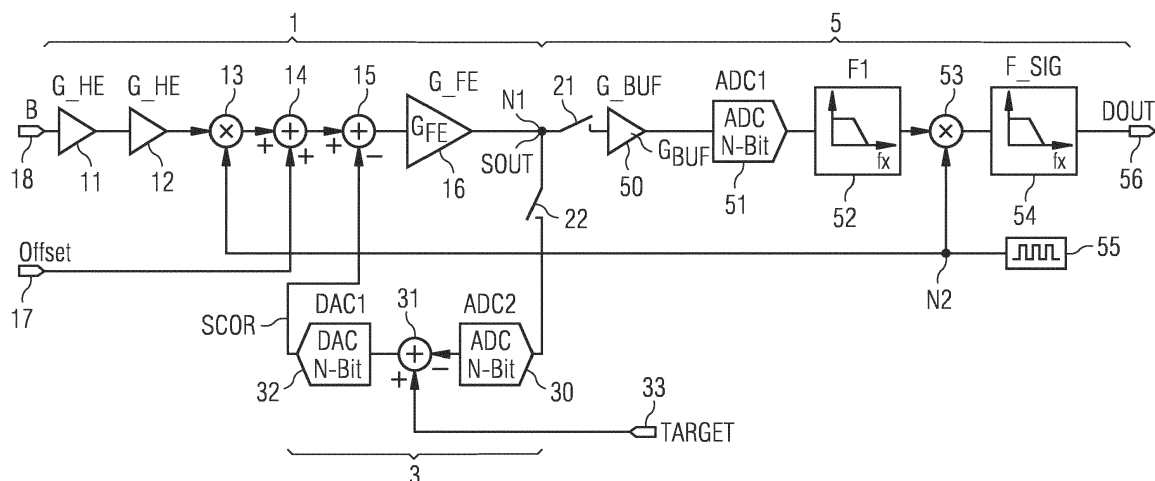 1
5
B
G_HE
G_HE
13
14
15
G_FE
G_FE
N1
21
G_BUF
ADC1
F1
53
F_SIG
DOUT
18
11
12
16
SOUT
50
G_BUF
ADC
N-Bit
51
fx
52
fx
54
56
22
Offset
17
N2
55
SCOR
DAC1
31
ADC2
DAC
N-Bit
ADC
N-Bit
32
30
33
TARGET
3